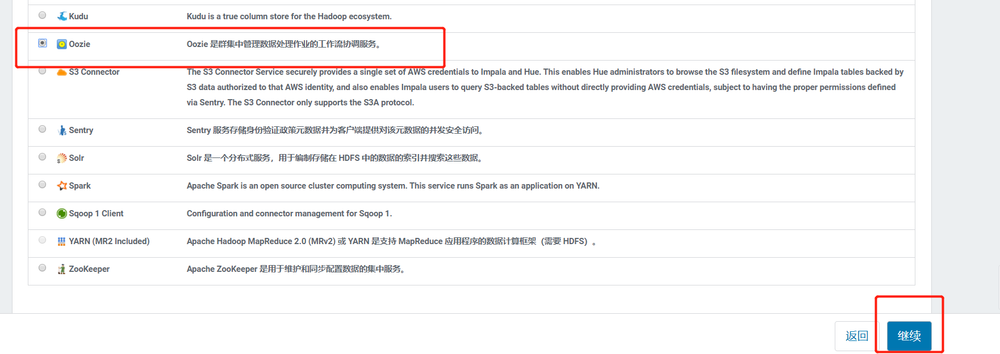 Kudu Kudu is a true column store for the Hadoop ecosystem.
Oozie Oozie 是群集中管理数据处理作业的工作流协调服务。
S3 Connector The S3 Connector Service securely provides a single set of AWS credentials to Impala and Hue. This enables Hue administrators to browse the S3 filesystem and define Impala tables backed by
S3 data authorized to that AWS identity, and also enables Impala users to query S3-backed tables without directly providing AWS credentials, subject to having the proper permissions defined
via Sentry. The S3 Connector only supports the S3A protocol.
Sentry Sentry 服务存储身份验证政策元数据并为客户端提供对该元数据的并发安全访问。
Solr Solr 是一个分布式服务，用于编制存储在 HDFS 中的数据的索引并搜索这些数据。
Spark Apache Spark is an open source cluster computing system. This service runs Spark as an application on YARN.
Sqoop 1 Client Configuration and connector management for Sqoop 1.
YARN (MR2 Included) Apache Hadoop MapReduce 2.0 (MRv2) 或 YARN 是支持 MapReduce 应用程序的数据计算框架（需要 HDFS）。
ZooKeeper Apache ZooKeeper 是用于维护和同步配置数据的集中服务。
返回 继续